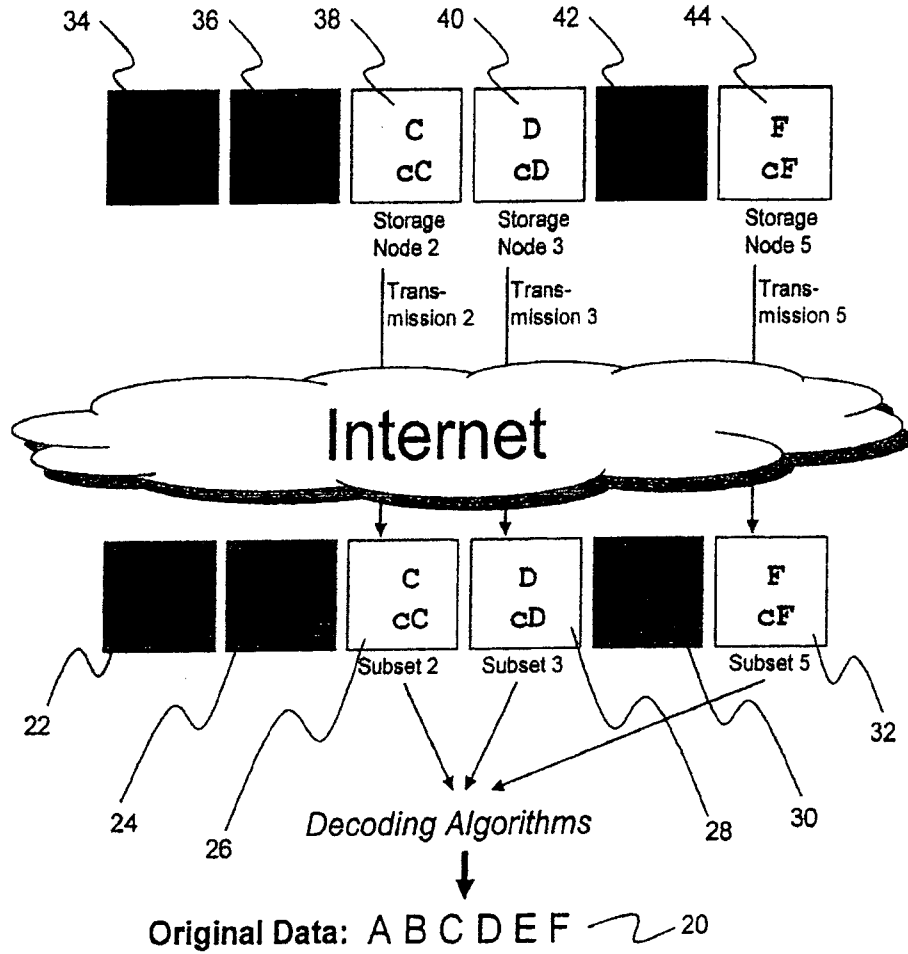 34 36 38 40 42 44
C D F
cC cD cF
Storage Storage Storage
Node 2 Node 3 Node 5
Trans- Trans- Trans-
mission 2 mission 3 mission 5
Internet
C D F
cC cD cF
Subset 2 Subset 3 Subset 5
22 24 26 28 30 32
Decoding Algorithms
Original Data: A B C D E F 20